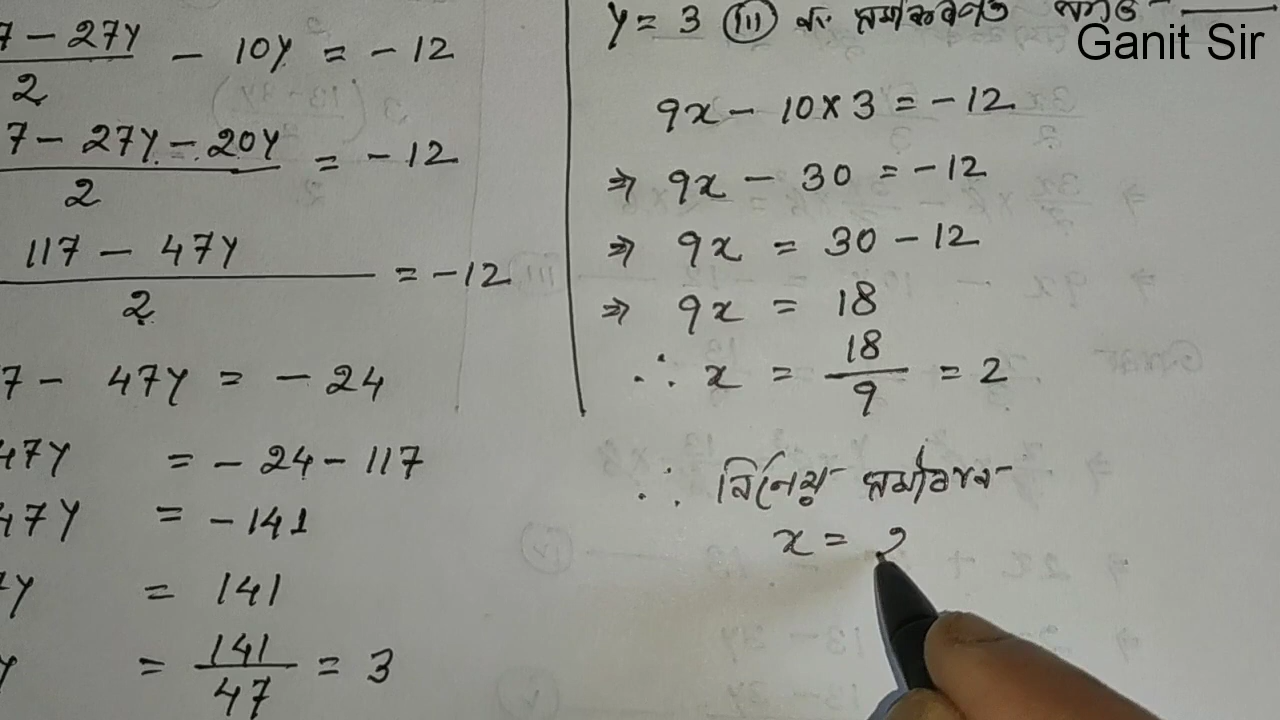 7 - 27y / 2 - 10y = -12
7 - 27y - 20y / 2 = -12
117 - 47y / 2 = -12
7 - 47y = -24
47y = -24 - 117
47y = -141
7y = 141
y = 141 / 47 = 3
y = 3 (III) নং
Ganit Sir
9x - 10 × 3 = -12
⇒ 9x - 30 = -12
⇒ 9x = 30 - 12
⇒ 9x = 18
∴ x = 18 / 9 = 2
∴ নির্নেয় সমাধান
x = 2